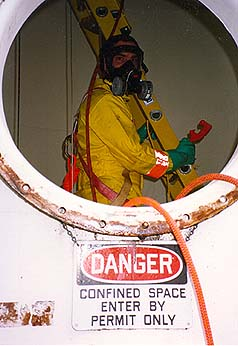 DANGER
CONFINED SPACE
ENTER BY
PERMIT ONLY